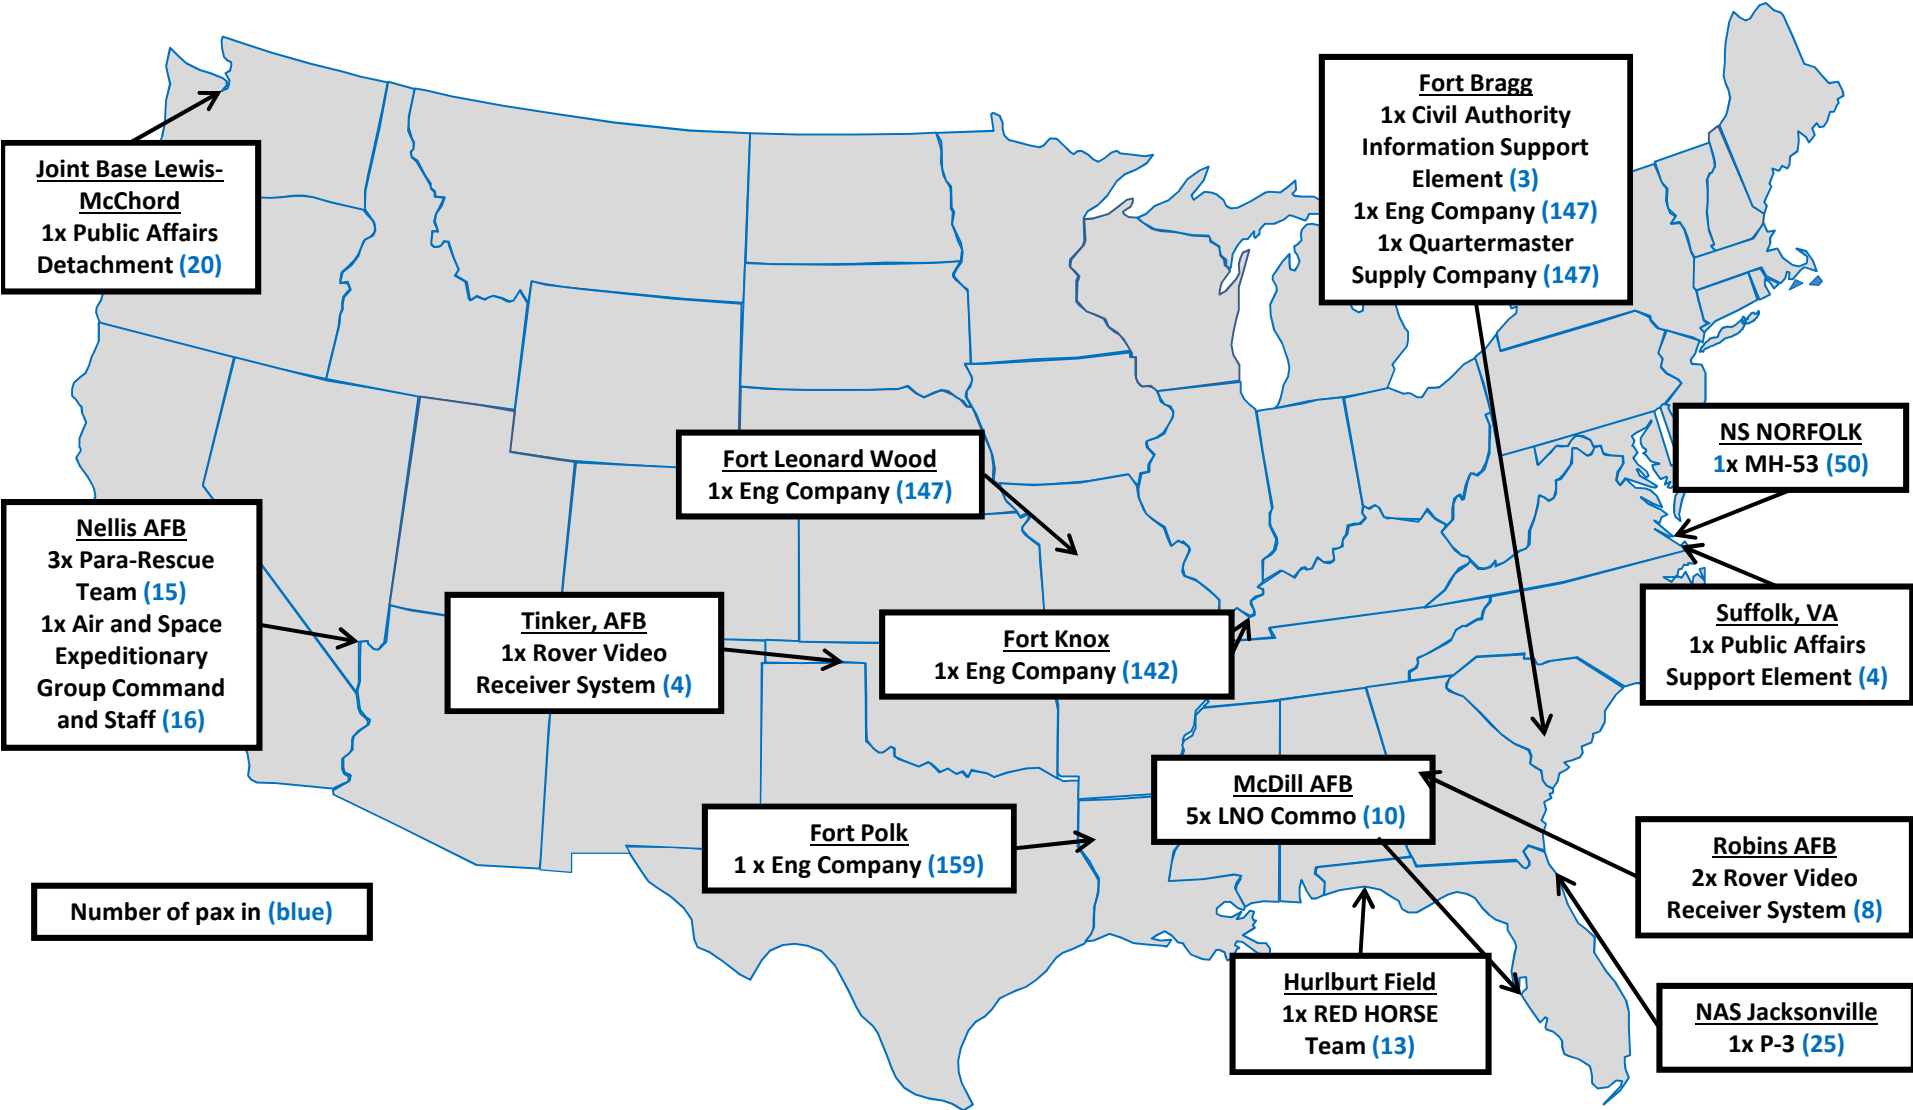 Joint Base Lewis-
McChord
1x Public Affairs
Detachment (20)
Fort Bragg
1x Civil Authority
Information Support
Element (3)
1x Eng Company (147)
1x Quartermaster
Supply Company (147)
NS NORFOLK
1x MH-53 (50)
Fort Leonard Wood
1x Eng Company (147)
Nellis AFB
3x Para-Rescue
Team (15)
1x Air and Space
Expeditionary
Group Command
and Staff (16)
Tinker, AFB
1x Rover Video
Receiver System (4)
Fort Knox
1x Eng Company (142)
Suffolk, VA
1x Public Affairs
Support Element (4)
McDill AFB
5x LNO Commo (10)
Fort Polk
1 x Eng Company (159)
Robins AFB
2x Rover Video
Receiver System (8)
Number of pax in (blue)
Hurlburt Field
1x RED HORSE
Team (13)
NAS Jacksonville
1x P-3 (25)